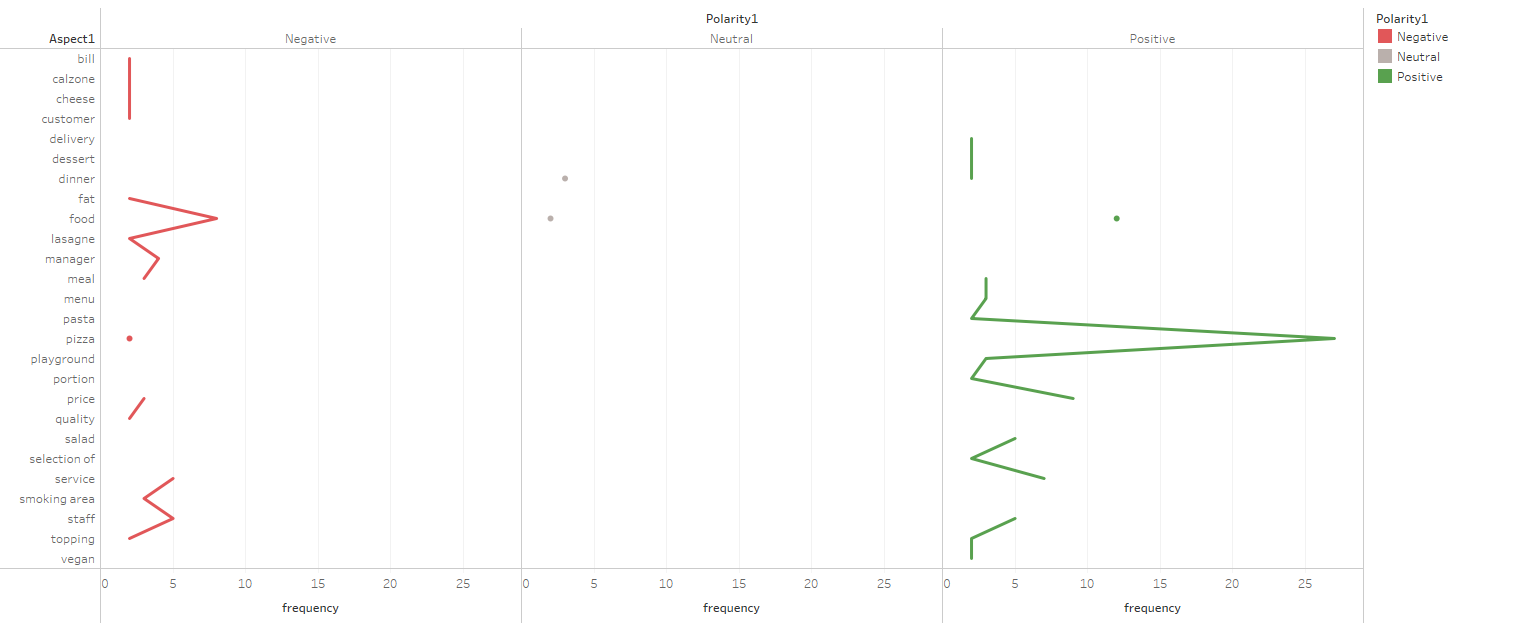 Polarity1
Aspect1 Negative Neutral Positive
bill
calzone
cheese
customer
delivery
dessert
dinner
fat
food
lasagne
manager
meal
menu
pasta
pizza
playground
portion
price
quality
salad
selection of
service
smoking area
staff
topping
vegan
0 5 10 15 20 25 0 5 10 15 20 25 0 5 10 15 20 25
frequency frequency frequency
Polarity1
Negative
Neutral
Positive